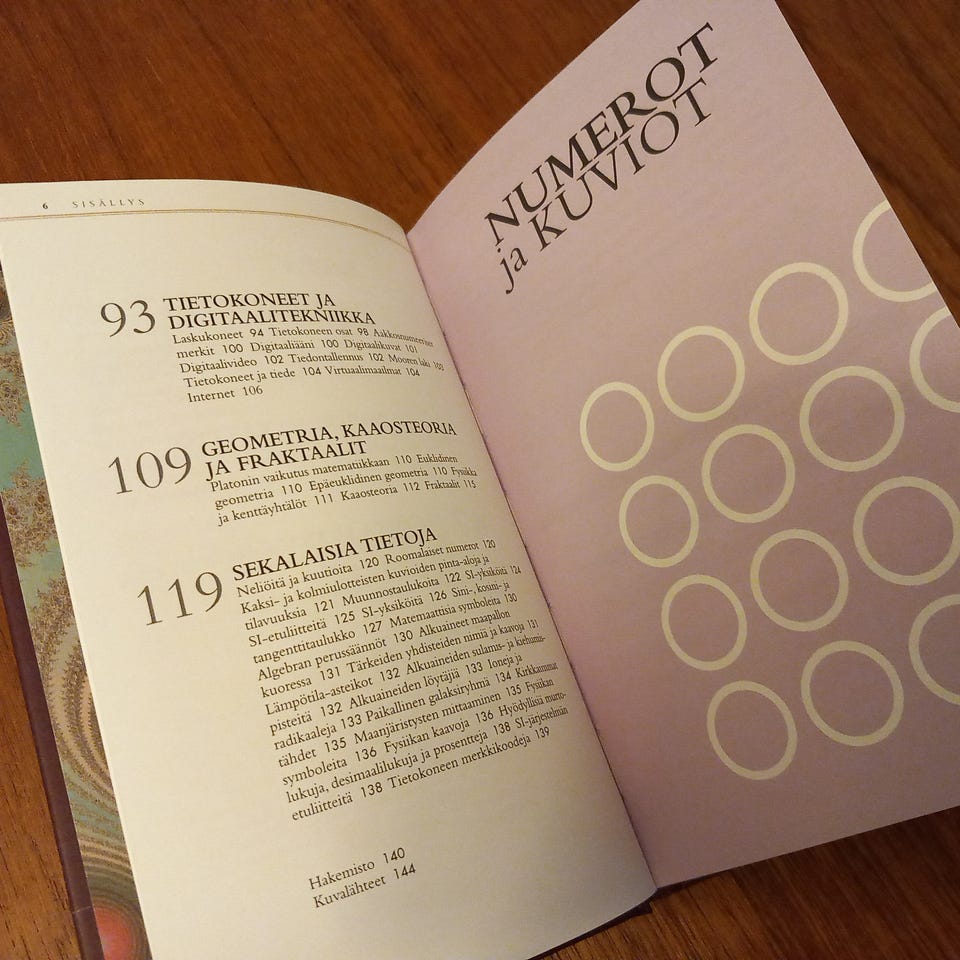 6 SISÄLLYS
93 TIETOKONEET JA
DIGITAALITEKNIIKKA
Laskukoneet 94 Tietokoneen osat 98 Aakkosnumeeriset
merkit 100 Digitaaliääni 100 Digitaalikuvat 101
Digitaalivideo 102 Tiedontallennus 102 Mooren laki 103
Tietokoneet ja tiede 104 Virtuaalimaailmat 104
Internet 106
109 GEOMETRIA, KAAOSTEORIA
JA FRAKTAALIT
Platonin vaikutus matematiikkaan 110 Euklidinen
geometria 110 Epäeuklidinen geometria 110 Fysiikka
ja kenttäyhtälöt 111 Kaaosteoria 112 Fraktaalit 115
119 SEKALAISIA TIETOJA
Neliöitä ja kuutioita 120 Roomalaiset numerot 120
Kaksi- ja kolmiulotteisten kuvioiden pinta-aloja ja
tilavuuksia 121 Muunnostaulukoita 122 SI-yksiköitä 124
SI-etuliitteitä 125 SI-yksiköitä 126 Sini-, kosini- ja
tangenttitaulukko 127 Matemaattisia symboleita 130
Algebran perussäännöt 130 Alkuaineet maapallon
kuoressa 131 Tärkeiden yhdisteiden nimiä ja kaavoja 131
Lämpötila-asteikot 132 Alkuaineiden sulamis- ja kiehuma-
pisteitä 132 Alkuaineiden löytäjiä 133 Ioneja ja
radikaaleja 133 Paikallinen galaksiryhmä 134 Kirkkaimmat
tähdet 135 Maanjäristysten mittaaminen 135 Fysiikan
symboleita 136 Fysiikan kaavoja 136 Hyödyllisiä murto-
lukuja, desimaalilukuja ja prosentteja 138 SI-järjestelmän
etuliitteitä 138 Tietokoneen merkkikoodeja 139
Hakemisto 140
Kuvalähteet 144
NUMEROT
ja KUVIOT